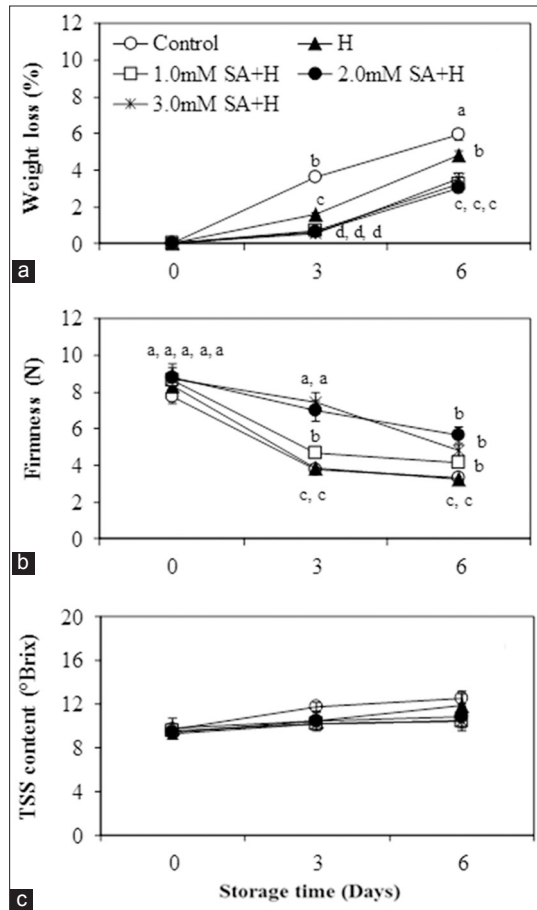 Control
H
1.0mM SA+H
2.0mM SA+H
3.0mM SA+H
Weight loss (%)
12
10
8
6
4
2
0
a
b
b
c
c, c, c
d, d, d
0
3
6
a
Firmness (N)
12
10
8
6
4
2
0
a, a, a, a, a
a, a
b
b
b
b
c, c
c, c
0
3
6
b
TSS content (°Brix)
20
16
12
8
4
0
0
3
6
Storage time (Days)
c